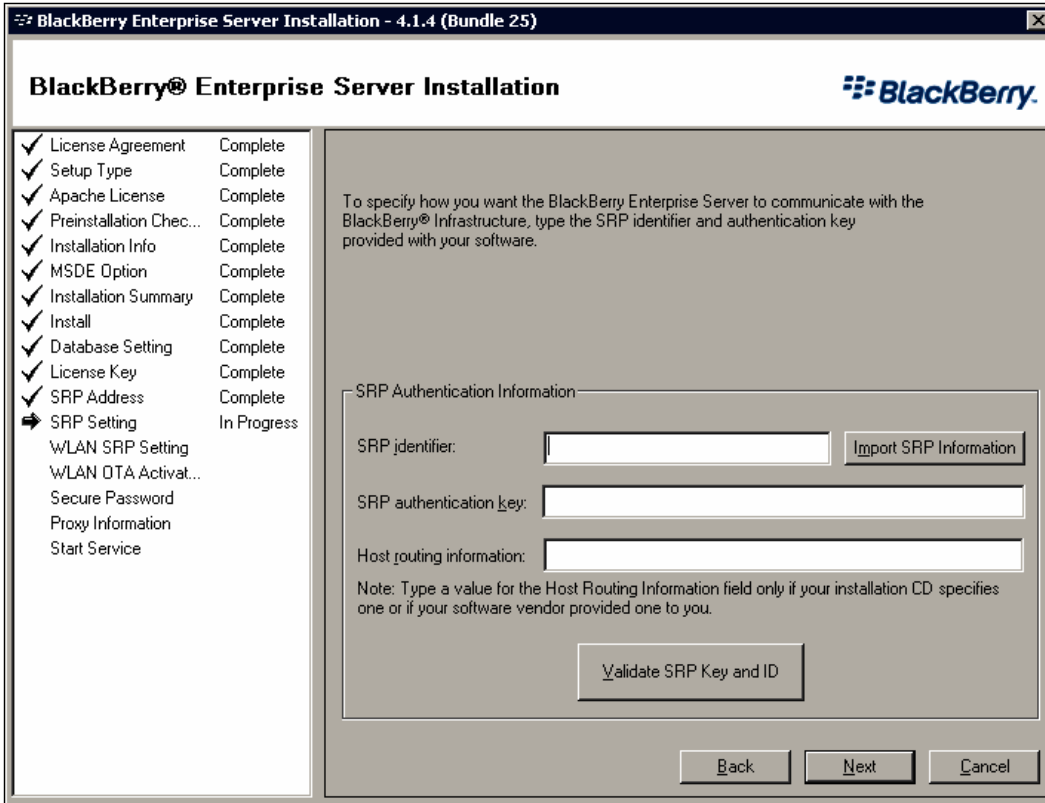 BlackBerry Enterprise Server Installation - 4.1.4 (Bundle 25)
BlackBerry® Enterprise Server Installation
BlackBerry.
License Agreement Complete
Setup Type Complete
Apache License Complete
Preinstallation Chec... Complete
Installation Info Complete
MSDE Option Complete
Installation Summary Complete
Install Complete
Database Setting Complete
License Key Complete
SRP Address Complete
SRP Setting In Progress
WLAN SRP Setting
WLAN OTA Activat...
Secure Password
Proxy Information
Start Service
To specify how you want the BlackBerry Enterprise Server to communicate with the
BlackBerry® Infrastructure, type the SRP identifier and authentication key
provided with your software.
SRP Authentication Information
SRP identifier:
Import SRP Information
SRP authentication key:
Host routing information:
Note: Type a value for the Host Routing Information field only if your installation CD specifies
one or if your software vendor provided one to you.
Validate SRP Key and ID
Back Next Cancel